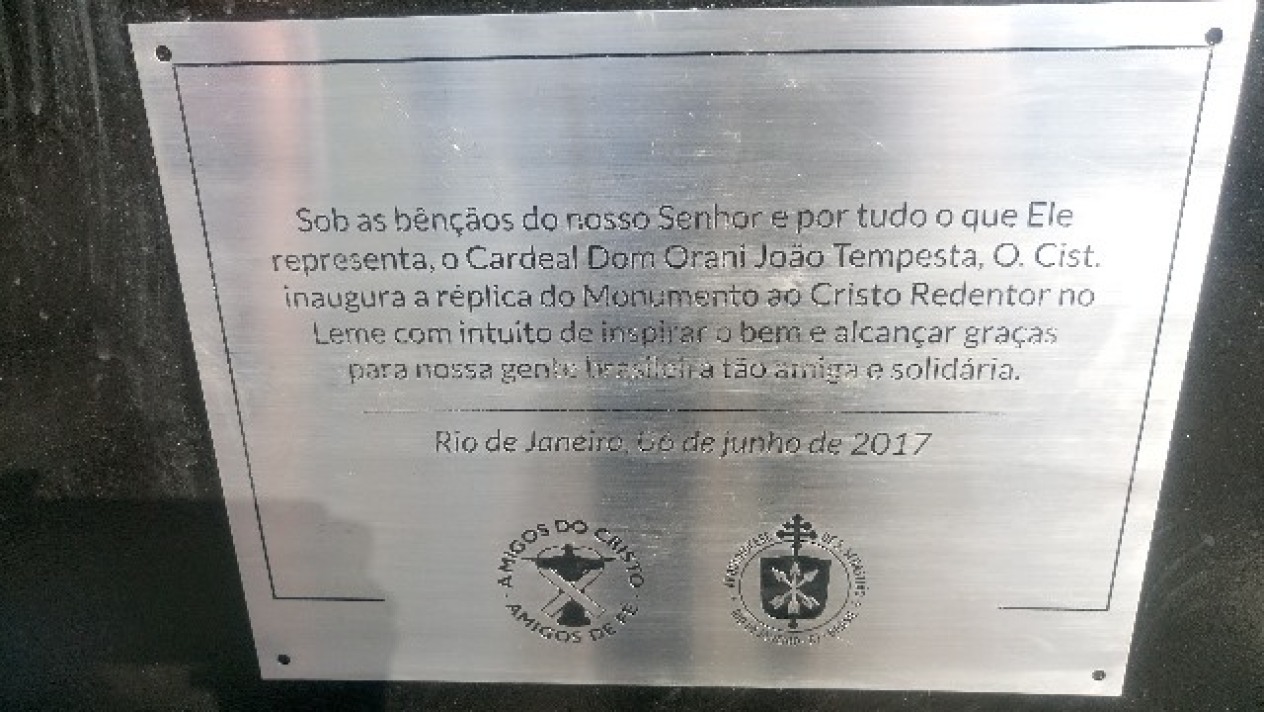 Sob as bênçãos do nosso Senhor e por tudo o que Ele
representa, o Cardeal Dom Orani João Tempesta, O. Cist.
inaugura a réplica do Monumento ao Cristo Redentor no
Leme com intuito de inspirar o bem e alcançar graças
para nossa gente brasileira tão amiga e solidária.
Rio de Janeiro, 06 de junho de 2017
AMIGOS DO CRISTO
AMIGOS DE FÉ